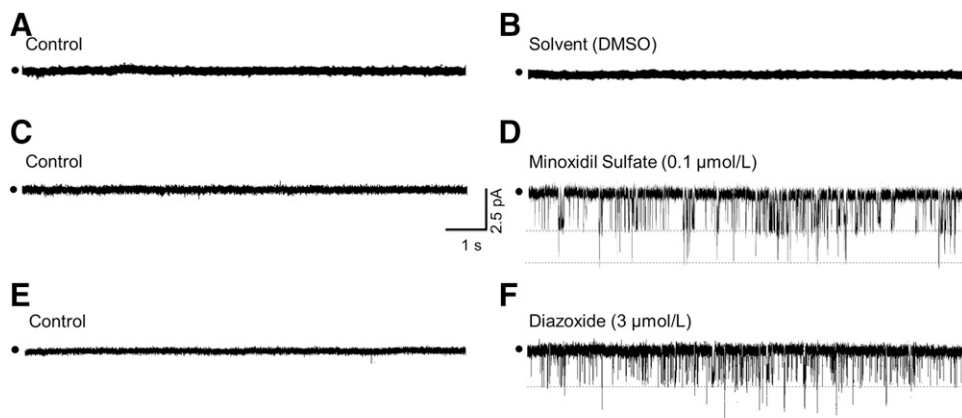 A
Control
B
Solvent (DMSO)
C
Control
D
Minoxidil Sulfate (0.1 µmol/L)
2.5 pA
1 s
E
Control
F
Diazoxide (3 µmol/L)